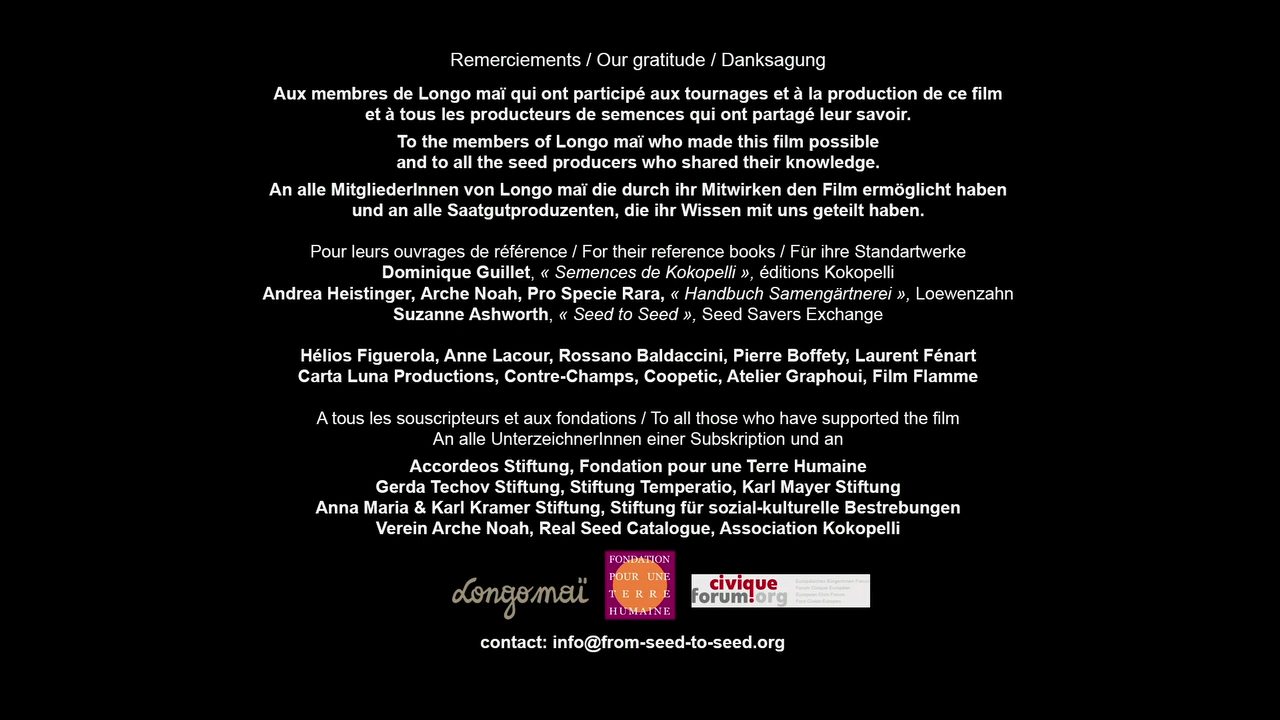 Remerciements / Our gratitude / Danksagung
Aux membres de Longo maï qui ont participé aux tournages et à la production de ce film
et à tous les producteurs de semences qui ont partagé leur savoir.
To the members of Longo maï who made this film possible
and to all the seed producers who shared their knowledge.
An alle MitgliederInnen von Longo maï die durch ihr Mitwirken den Film ermöglicht haben
und an alle Saatgutproduzenten, die ihr Wissen mit uns geteilt haben.
Pour leurs ouvrages de référence / For their reference books / Für ihre Standartwerke
Dominique Guillet, « Semences de Kokopelli », éditions Kokopelli
Andrea Heistinger, Arche Noah, Pro Specie Rara, « Handbuch Samengärtnerei », Loewenzahn
Suzanne Ashworth, « Seed to Seed », Seed Savers Exchange
Hélios Figuerola, Anne Lacour, Rossano Baldaccini, Pierre Boffety, Laurent Fénart
Carta Luna Productions, Contre-Champs, Coopetic, Atelier Graphoui, Film Flamme
A tous les souscripteurs et aux fondations / To all those who have supported the film
An alle UnterzeichnerInnen einer Subskription und an
Accordeos Stiftung, Fondation pour une Terre Humaine
Gerda Techov Stiftung, Stiftung Temperatio, Karl Mayer Stiftung
Anna Maria & Karl Kramer Stiftung, Stiftung für sozial-kulturelle Bestrebungen
Verein Arche Noah, Real Seed Catalogue, Association Kokopelli
Longo maï
FONDATION
POUR UNE
TERRE
HUMAINE
civique
forum.org
contact: info@from-seed-to-seed.org